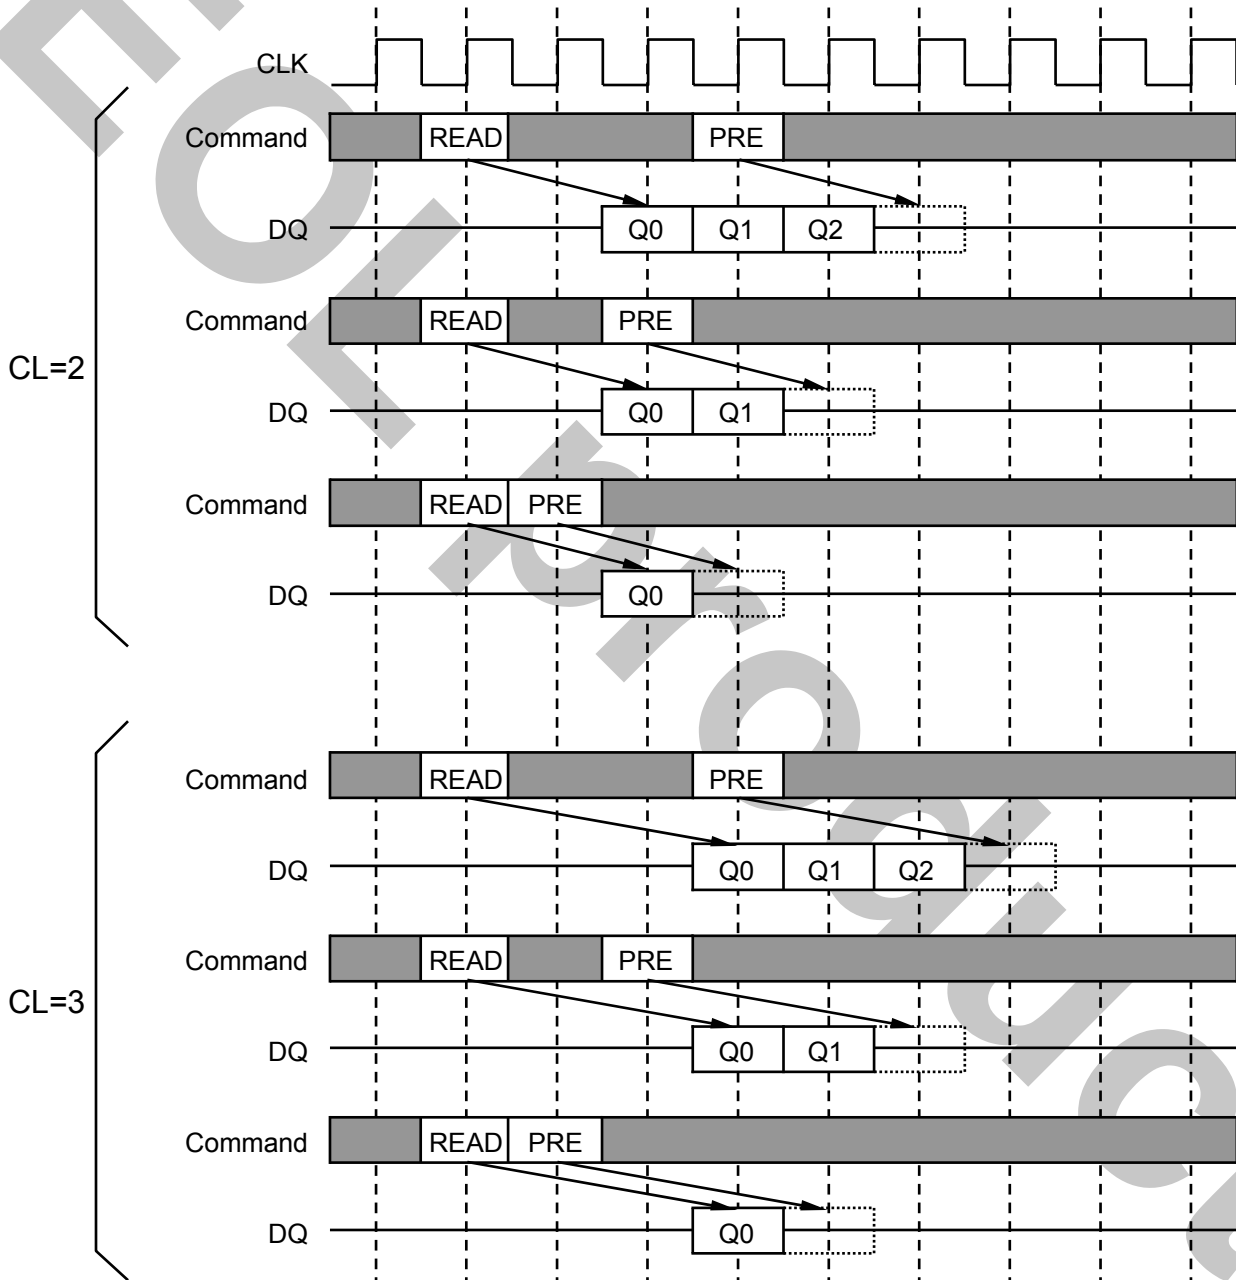 CLK
Command READ PRE
DQ Q0 Q1 Q2
Command READ PRE
CL=2
DQ Q0 Q1
Command READ PRE
DQ Q0
Command READ PRE
DQ Q0 Q1 Q2
Command READ PRE
CL=3
DQ Q0 Q1
Command READ PRE
DQ Q0
EOL product